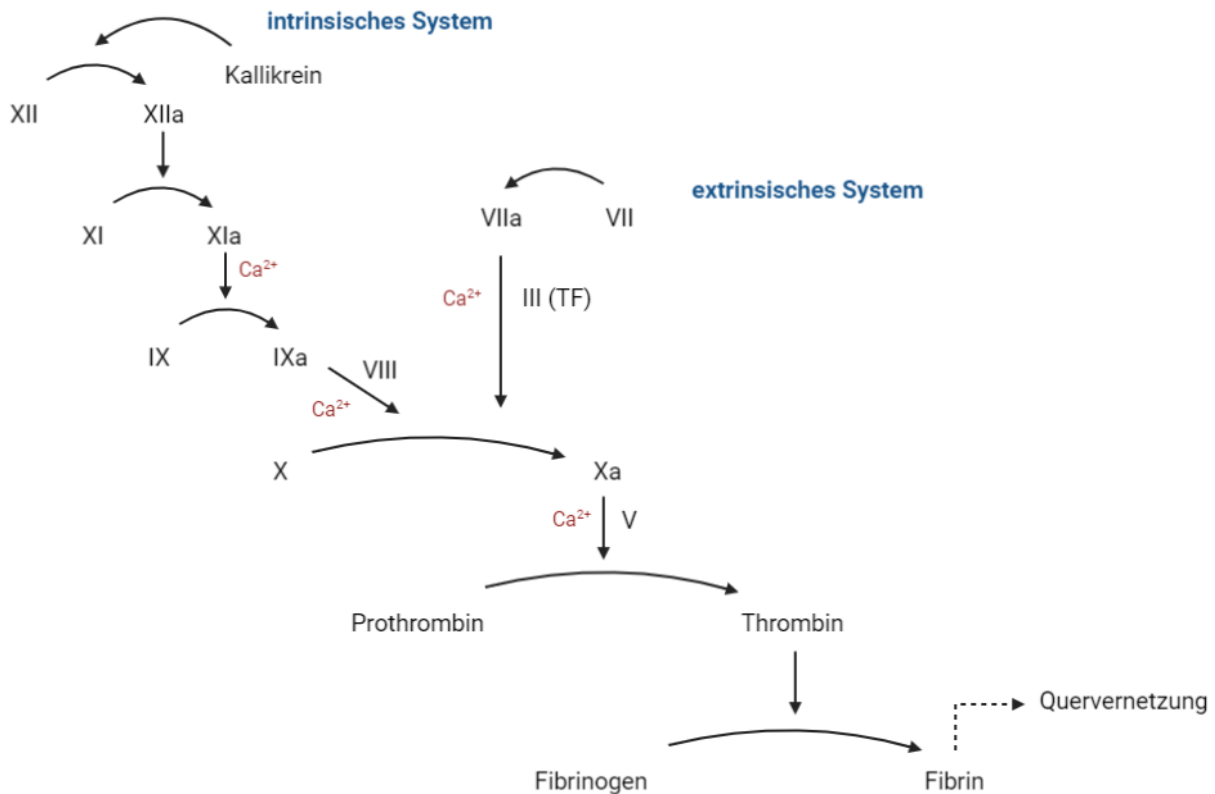 intrinsisches System
Kallikrein
XII
XIIa
extrinsisches System
VIIa
VII
XI
XIa
Ca²⁺
Ca²⁺
III (TF)
IX
IXa
VIII
Ca²⁺
X
Xa
Ca²⁺
V
Prothrombin
Thrombin
Quervernetzung
Fibrinogen
Fibrin